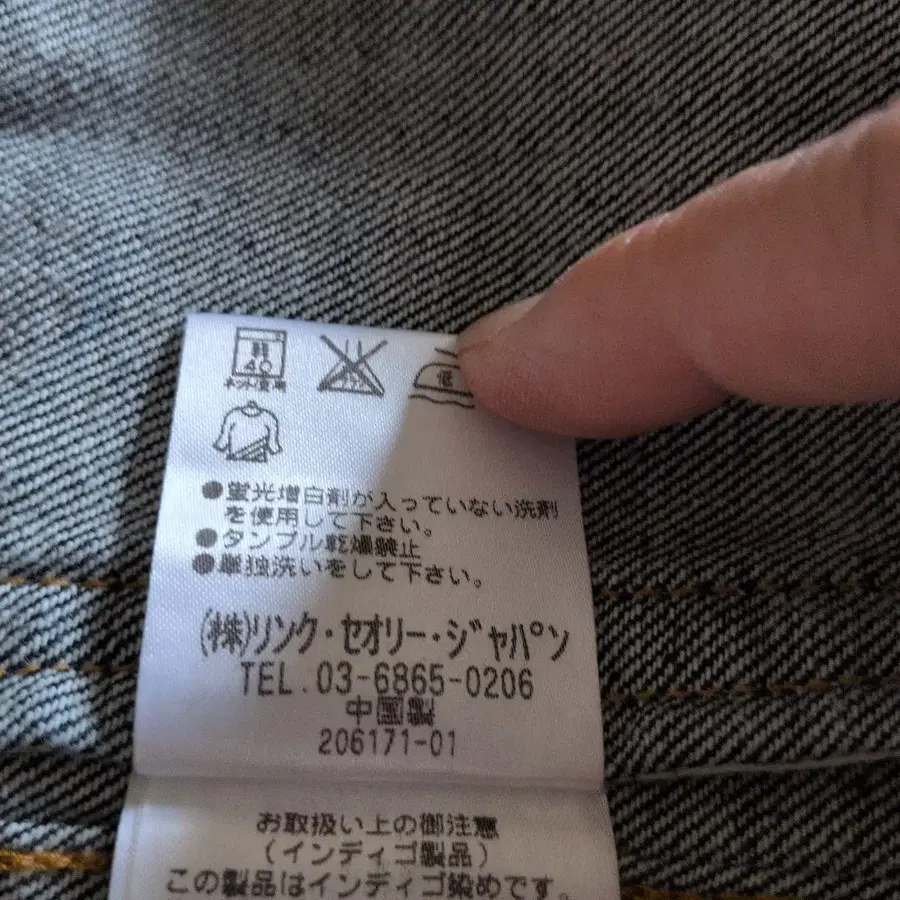 弱
40
ネット使用
低
●蛍光増白剤が入っていない洗剤
を使用して下さい。
●タンブル乾燥禁止
●単独洗いをして下さい。
(株)リンク・セオリー・ジャパン
TEL.03-6865-0206
中国製
206171-01
お取扱い上の御注意
(インディゴ製品)
この製品はインディゴ染めです。